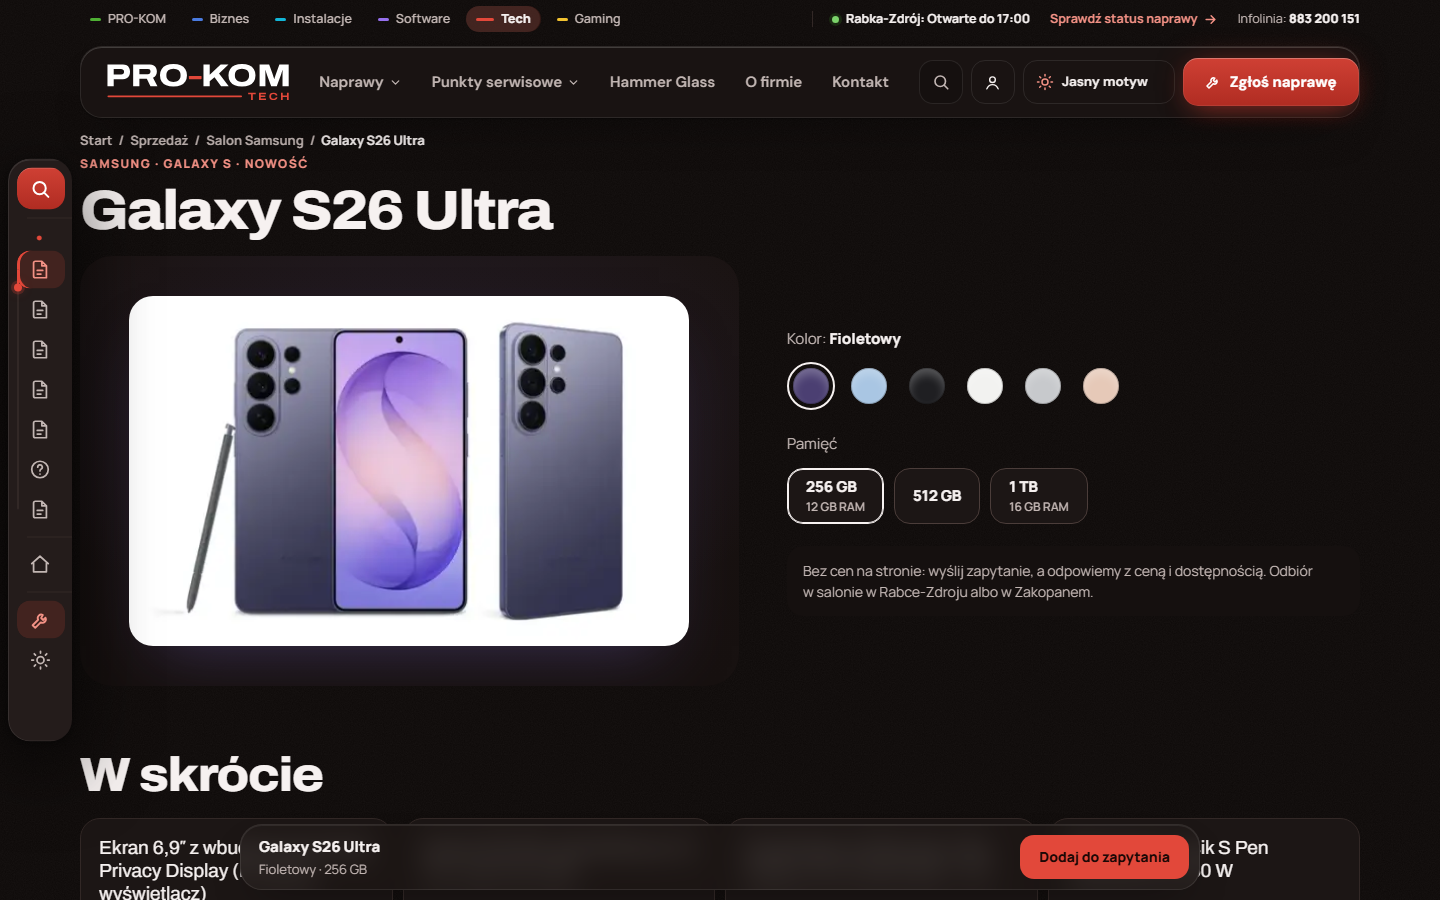 PRO-KOM
Biznes
Instalacje
Software
Tech
Gaming
Rabka-Zdrój: Otwarte do 17:00
Sprawdź status naprawy →
Infolinia: 883 200 151
PRO-KOM
TECH
Naprawy
Punkty serwisowe
Hammer Glass
O firmie
Kontakt
Jasny motyw
Zgłoś naprawę
Start / Sprzedaż / Salon Samsung / Galaxy S26 Ultra
SAMSUNG · GALAXY S · NOWOŚĆ
Galaxy S26 Ultra
Kolor: Fioletowy
Pamięć
256 GB
12 GB RAM
512 GB
1 TB
16 GB RAM
Bez cen na stronie: wyślij zapytanie, a odpowiemy z ceną i dostępnością. Odbiór
w salonie w Rabce-Zdroju albo w Zakopanem.
W skrócie
Ekran 6,9″ z
Privacy Display
wyświetlacz)
S Pen
W
Galaxy S26 Ultra
Fioletowy · 256 GB
Dodaj do zapytania